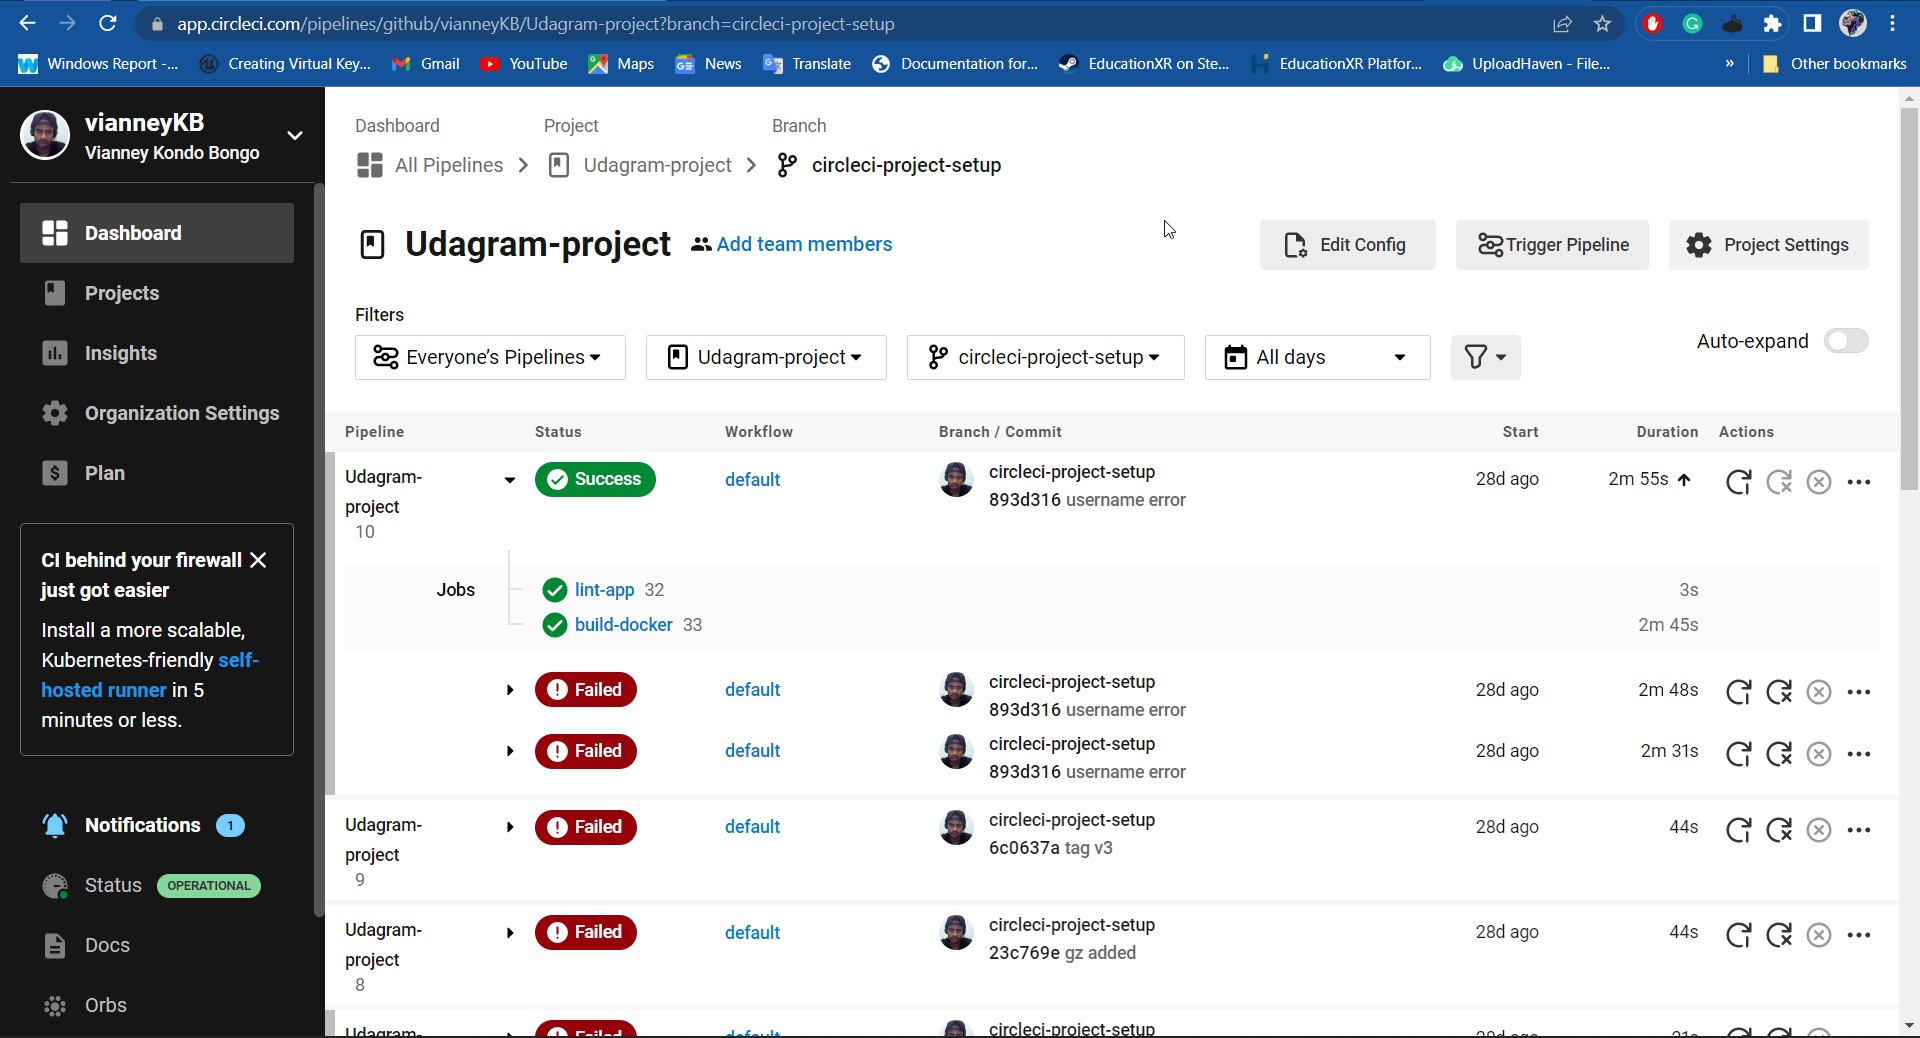 app.circleci.com/pipelines/github/vianneyKB/Udagram-project?branch=circleci-project-setup
Windows Report -... Creating Virtual Key... Gmail YouTube Maps News Translate Documentation for... EducationXR on Ste... EducationXR Platfor... UploadHaven - File... » Other bookmarks
vianneyKB
Vianney Kondo Bongo
Dashboard
Projects
Insights
Organization Settings
Plan
CI behind your firewall
just got easier
Install a more scalable,
Kubernetes-friendly self-
hosted runner in 5
minutes or less.
Notifications 1
Status OPERATIONAL
Docs
Orbs
Dashboard Project Branch
All Pipelines Udagram-project circleci-project-setup
Udagram-project Add team members Edit Config Trigger Pipeline Project Settings
Filters
Everyone’s Pipelines Udagram-project circleci-project-setup All days Auto-expand
Pipeline Status Workflow Branch / Commit Start Duration Actions
Udagram-
project
10
Success default circleci-project-setup 28d ago 2m 55s
893d316 username error
Jobs lint-app 32 3s
build-docker 33 2m 45s
Failed default circleci-project-setup 28d ago 2m 48s
893d316 username error
Failed default circleci-project-setup 28d ago 2m 31s
893d316 username error
Udagram-
project
9
Failed default circleci-project-setup 28d ago 44s
6c0637a tag v3
Udagram-
project
8
Failed default circleci-project-setup 28d ago 44s
23c769e gz added
Udagram- Failed default circleci-project-setup 28d ago 21s